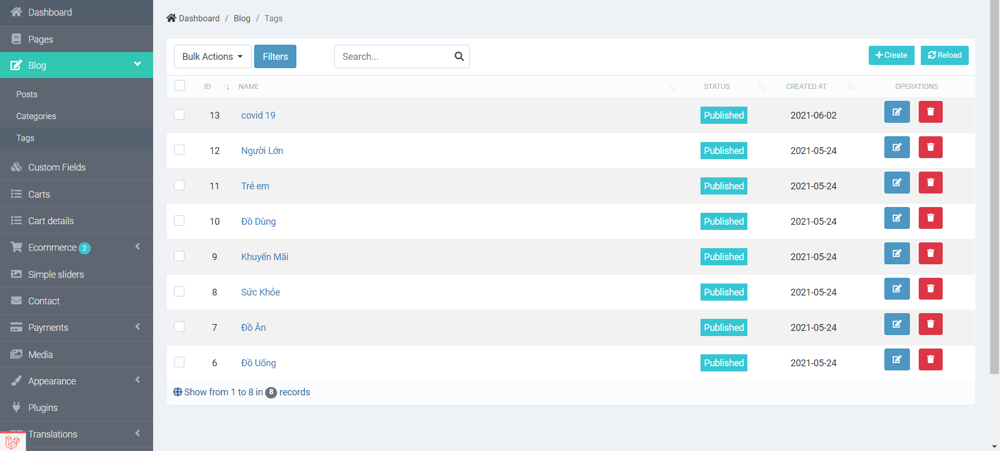 Dashboard
Pages
Blog
Posts
Categories
Tags
Custom Fields
Carts
Cart details
Ecommerce 2
Simple sliders
Contact
Payments
Media
Appearance
Plugins
Translations
Dashboard / Blog / Tags
Bulk Actions Filters Search... Create Reload
ID NAME STATUS CREATED AT OPERATIONS
13 covid 19 Published 2021-06-02
12 Người Lớn Published 2021-05-24
11 Trẻ em Published 2021-05-24
10 Đồ Dùng Published 2021-05-24
9 Khuyến Mãi Published 2021-05-24
8 Sức Khỏe Published 2021-05-24
7 Đồ Ăn Published 2021-05-24
6 Đồ Uống Published 2021-05-24
Show from 1 to 8 in 8 records